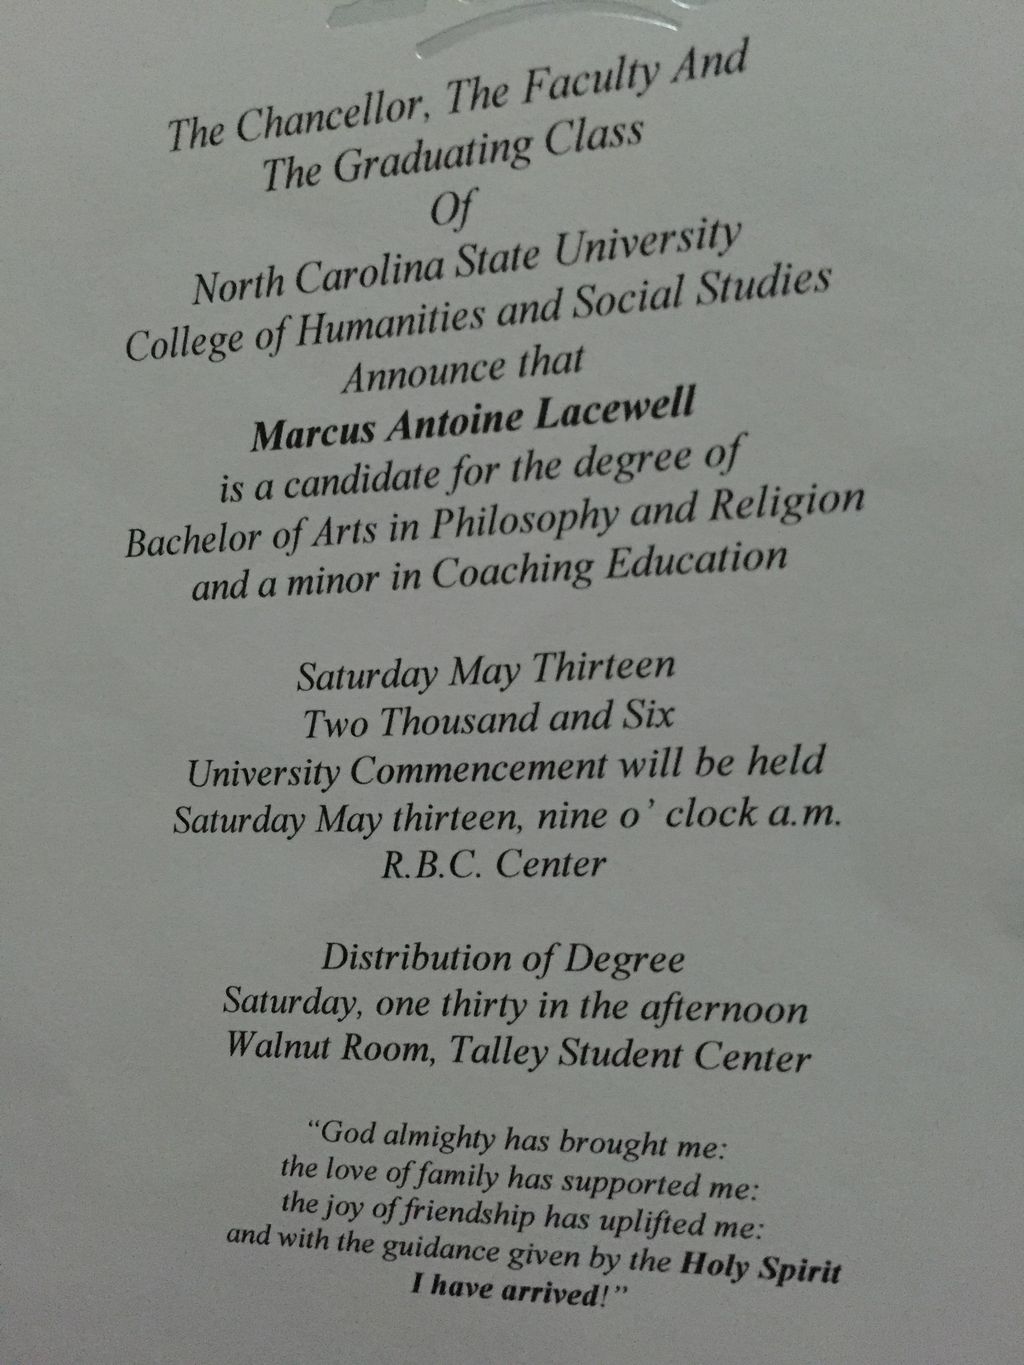 The Chancellor, The Faculty And
The Graduating Class
Of
North Carolina State University
College of Humanities and Social Studies
Announce that
Marcus Antoine Lacewell
is a candidate for the degree of
Bachelor of Arts in Philosophy and Religion
and a minor in Coaching Education
Saturday May Thirteen
Two Thousand and Six
University Commencement will be held
Saturday May thirteen, nine o’ clock a.m.
R.B.C. Center
Distribution of Degree
Saturday, one thirty in the afternoon
Walnut Room, Talley Student Center
“God almighty has brought me:
the love of family has supported me:
the joy of friendship has uplifted me:
and with the guidance given by the Holy Spirit
I have arrived!”